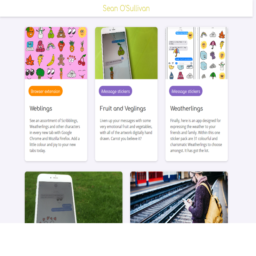 Sean O'Sullivan
Browser Extension
iMessage stickers
iMessage stickers
Weblings
Fruit and Veglings
Weatherlings
See an assortment of Weblings,
Weatherlings and other characters
in every new tab with Google
Chrome and Mozilla Firefox. Add a
little colour and joy to your new
tabs today.
Liven up your messages with some
very emotional fruit and vegetables,
with all of the artwork digitally hand
drawn. Carrot you believe it?
Finally, here is an app designed for
expressing the weather to your
friends and family. Within this one
sticker pack are 31 colourful and
charismatic Weatherlings to choose
amongst. It has got the lot.